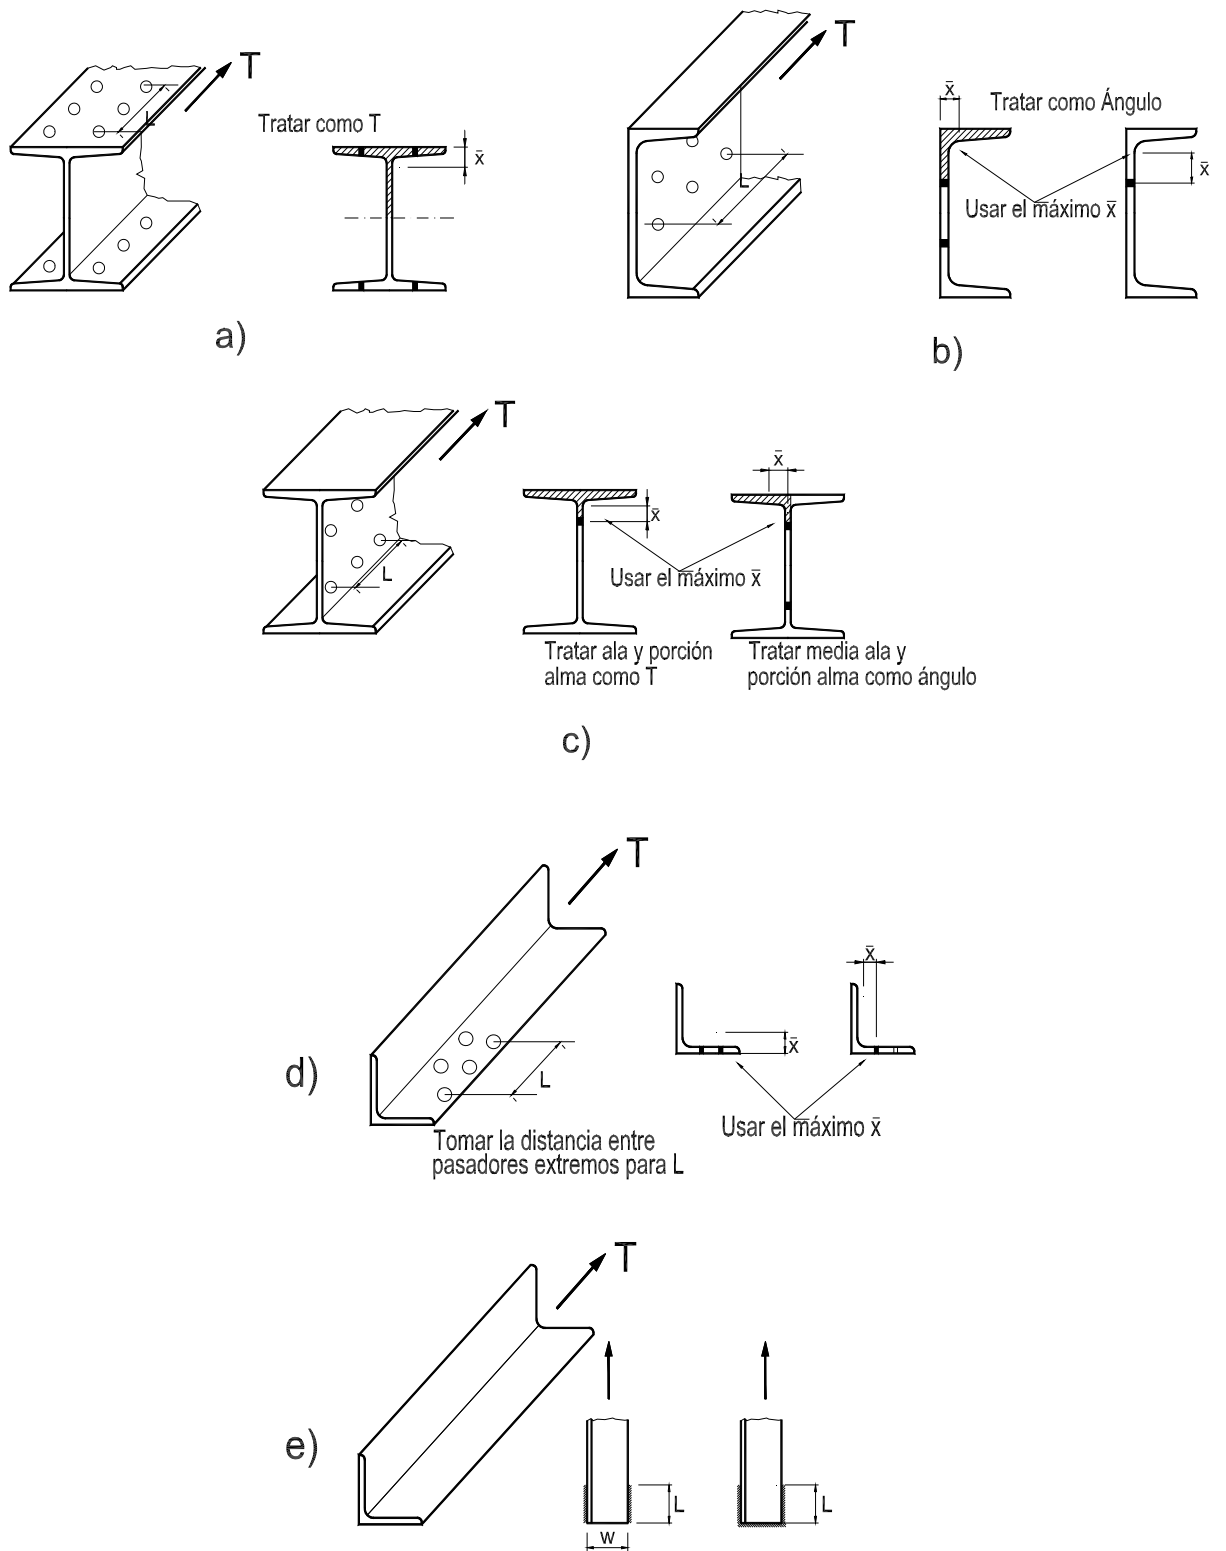 T
L
Tratar como T
x̄
a)
T
L
x̄
Tratar como Ángulo
x̄
Usar el máximo x̄
b)
T
L
x̄
x̄
Usar el máximo x̄
Tratar ala y porción
alma como T
Tratar media ala y
porción alma como ángulo
c)
T
L
d)
Tomar la distancia entre
pasadores extremos para L
x̄
x̄
Usar el máximo x̄
T
e)
L
W
L